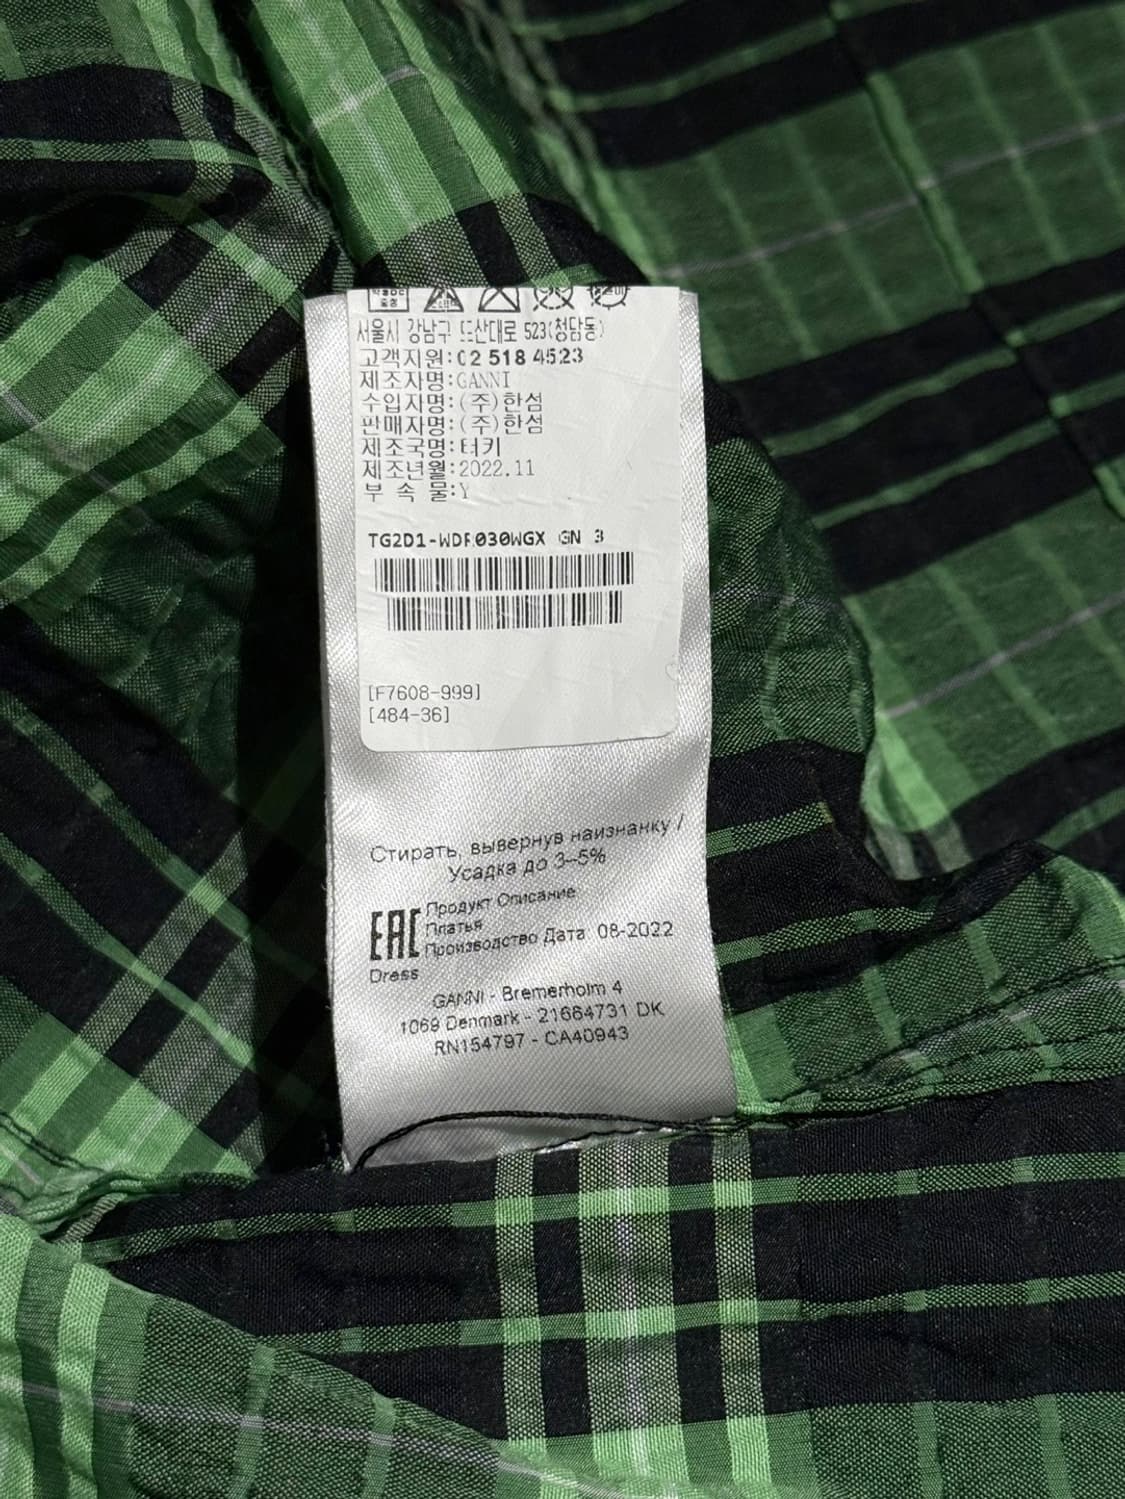 서울시 강남구 도산대로 523(청담동)
고객지원:02 518 4523
제조자명:GANNI
수입자명:(주)한섬
판매자명:(주)한섬
제조국명:터키
제조년월:2022.11
부 속 물:Y
TG2D1-WDR030WGX GN 3
[F7608-999]
[484-36]
Стирать, вывернув наизнанку /
Усадка до 3–5%
EAC
Продукт Описание
Платья
Производство Дата 08-2022
Dress
GANNI - Bremerholm 4
1069 Denmark - 21664731 DK
RN154797 - CA40943